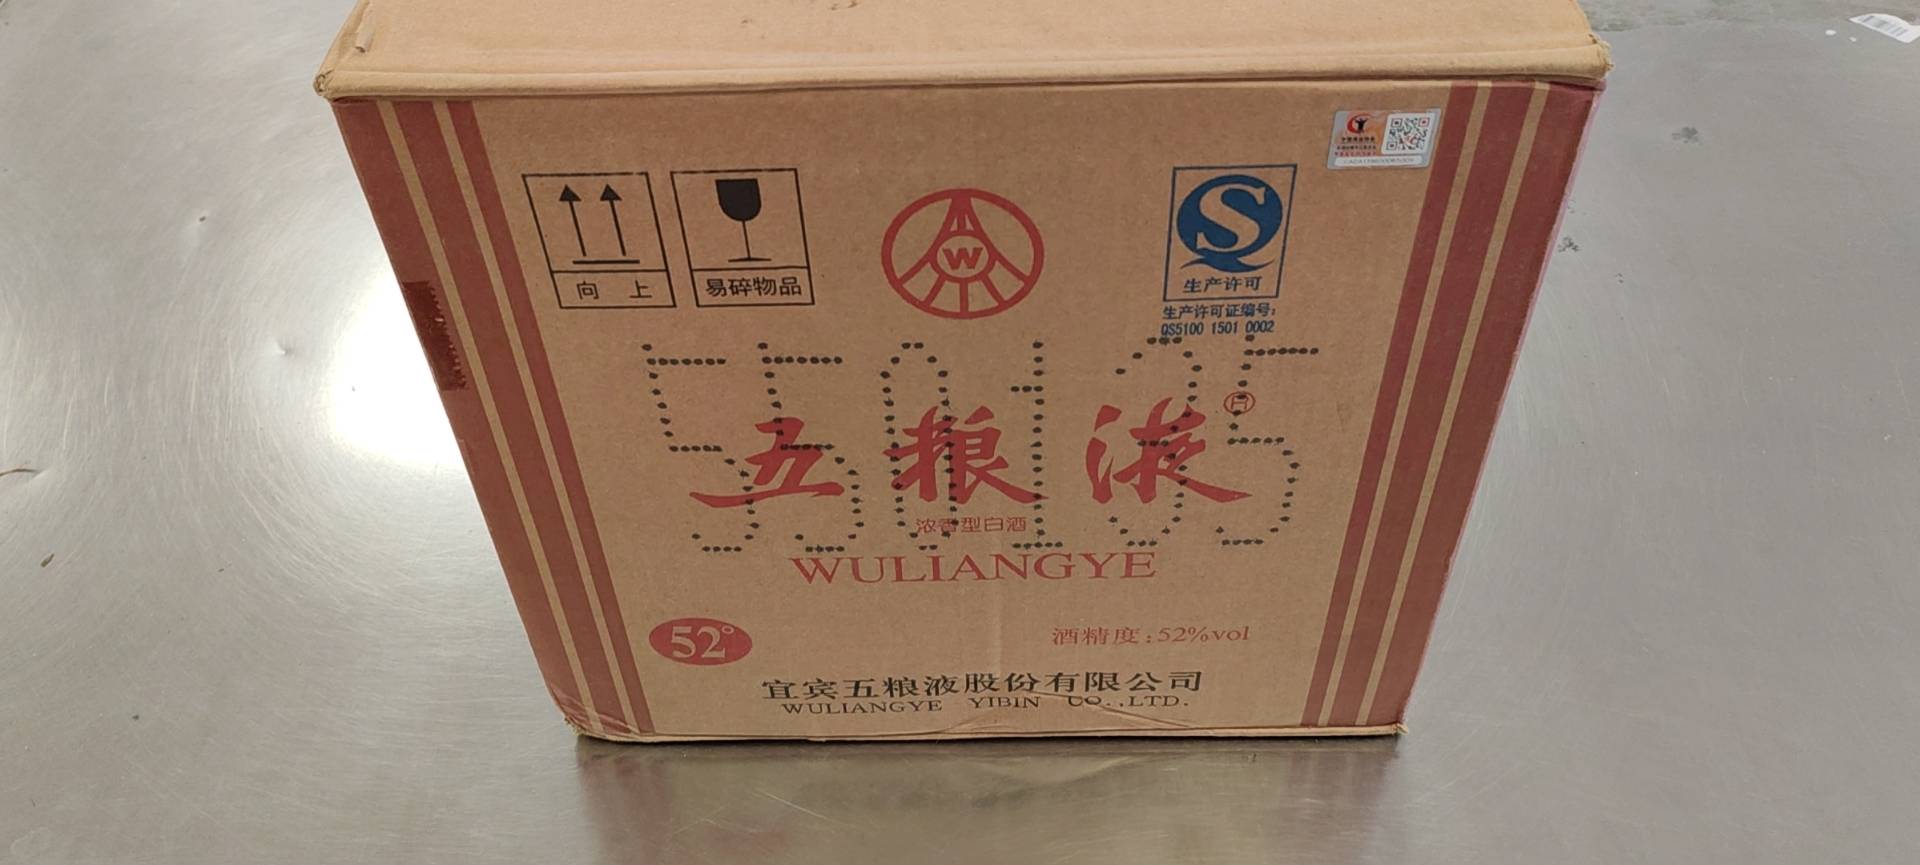 向 上
易碎物品
W
QS
生产许可
生产许可证编号:
QS5100 1501 0002
五粮液®
浓香型白酒
WULIANGYE
52°
酒精度:52%vol
宜宾五粮液股份有限公司
WULIANGYE YIBIN CO.,LTD.